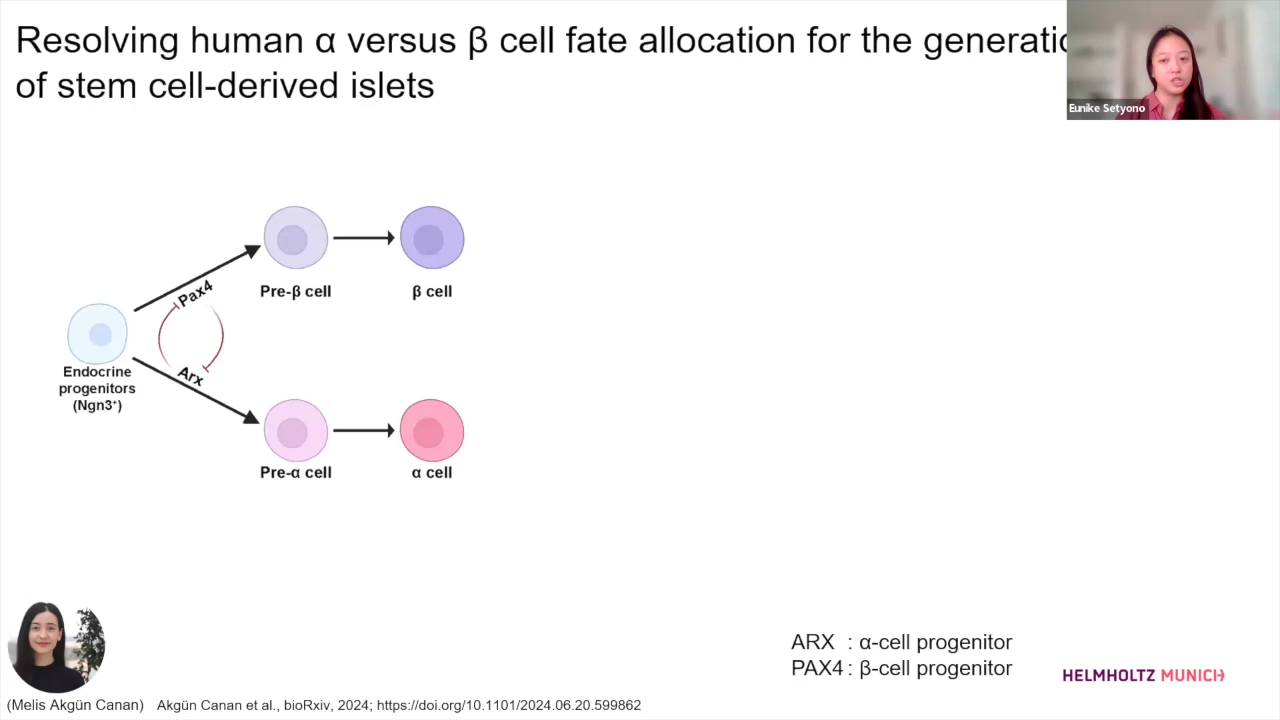 Resolving human α versus β cell fate allocation for the
of stem cell-derived islets
Eunike Setyono
Pax4
Pre-β cell
β cell
Endocrine
progenitors
(Ngn3⁺)
Arx
Pre-α cell
α cell
ARX : α-cell progenitor
PAX4 : β-cell progenitor
HELMHOLTZ MUNICH
(Melis Akgün Canan) Akgün Canan et al., bioRxiv, 2024; https://doi.org/10.1101/2024.06.20.599862